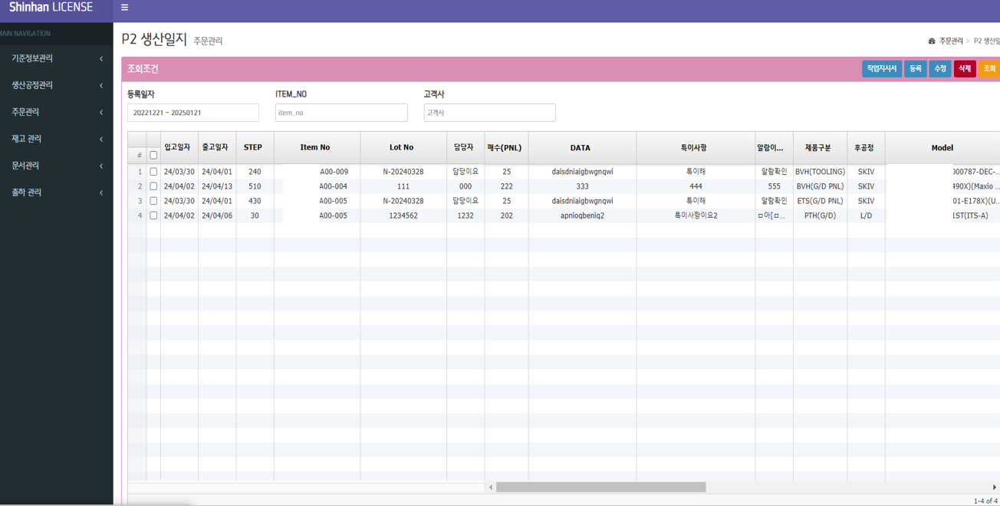 Shinhan LICENSE
MAIN NAVIGATION
기준정보관리
생산공정관리
주문관리
재고 관리
문서관리
출하 관리
P2 생산일지 주문관리
주문관리 > P2 생산일
조회조건
작업지시서 등록 수정 삭제 조회
등록일자 ITEM_NO 고객사
20221221 - 20250121 item_no 고객사
# 입고일자 출고일자 STEP Item No Lot No 담당자 매수(PNL) DATA 특이사항 알람이... 제품구분 후공정 Model
1 24/03/30 24/04/01 240 A00-009 N-20240328 담당이요 25 daisdniaigbwgnqwi 특이해 알람확인 BVH(TOOLING) SKIV 000787-DEC-...
2 24/04/02 24/04/13 510 A00-004 111 000 222 333 444 555 BVH(G/D PNL) SKIV 490X)(Maxio ...
3 24/03/30 24/04/01 430 A00-005 N-20240328 담당이요 25 daisdniaigbwgnqwi 특이해 알람확인 ETS(G/D PNL) SKIV 01-E178X)(U...
4 24/04/02 24/04/06 30 A00-005 1234562 1232 202 apnioqbeniq2 특이사항이요2 ㅁ아[ㅁ... PTH(G/D) L/D 1ST(ITS-A)
1-4 of 4